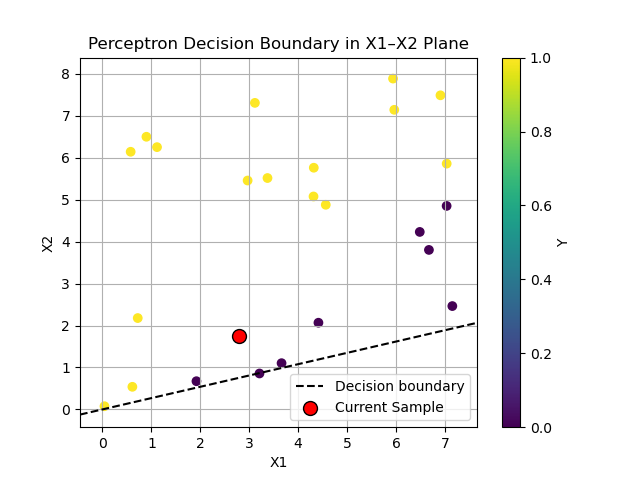 Perceptron Decision Boundary in X1–X2 Plane
X2
8
7
6
5
4
3
2
1
0
0 1 2 3 4 5 6 7
X1
Decision boundary
Current Sample
1.0
0.8
0.6
0.4
0.2
0.0
Y